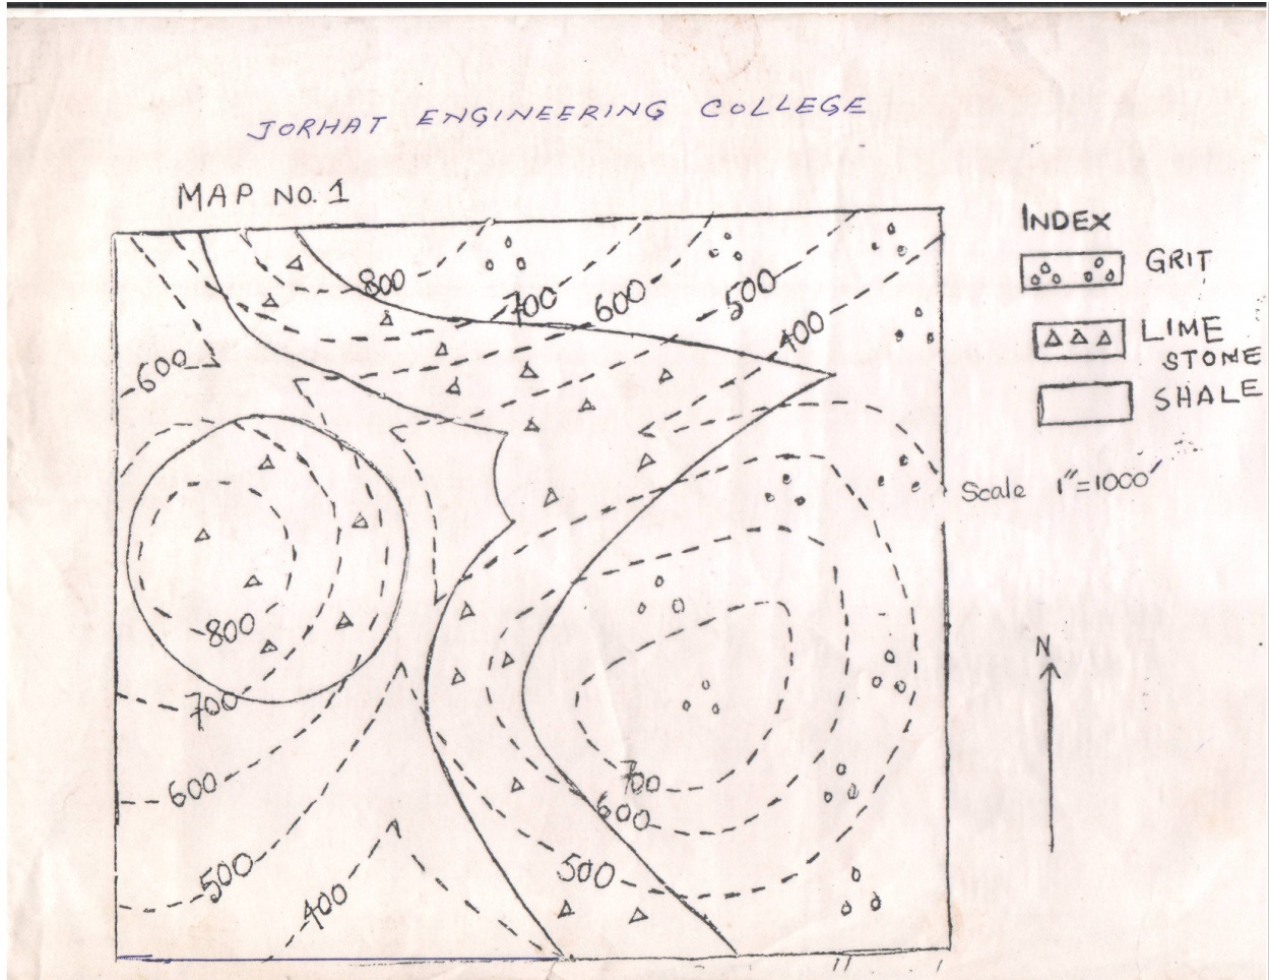 JORHAT ENGINEERING COLLEGE
MAP NO. 1
INDEX
GRIT
LIME
STONE
SHALE
Scale 1"=1000'
N
800
700
600
500
400
600
800
700
600
500
400
700
600
500